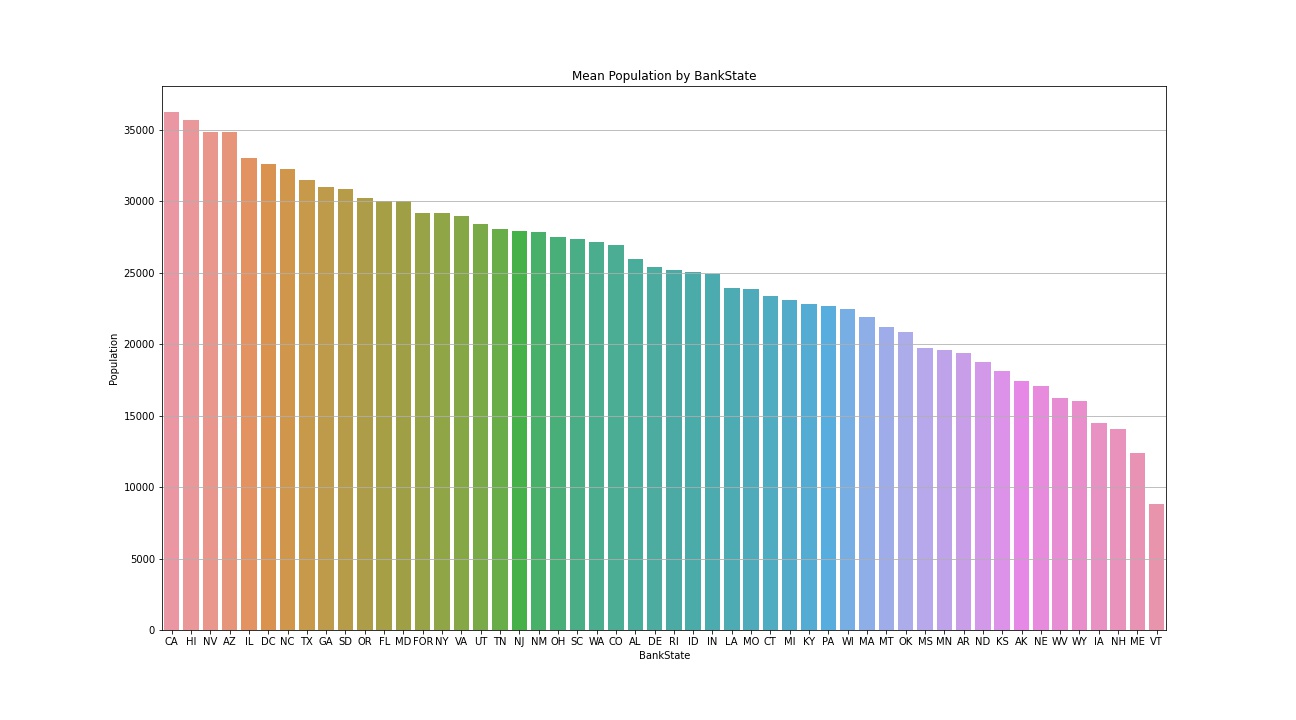 Mean Population by BankState
Population
35000
30000
25000
20000
15000
10000
5000
0
CA HI NV AZ IL DC NC TX GA SD OR FL MD FOR NY VA UT TN NJ NM OH SC WA CO AL DE RI ID IN LA MO CT MI KY PA WI MA MT OK MS MN AR ND KS AK NE WV WY IA NH ME VT
BankState